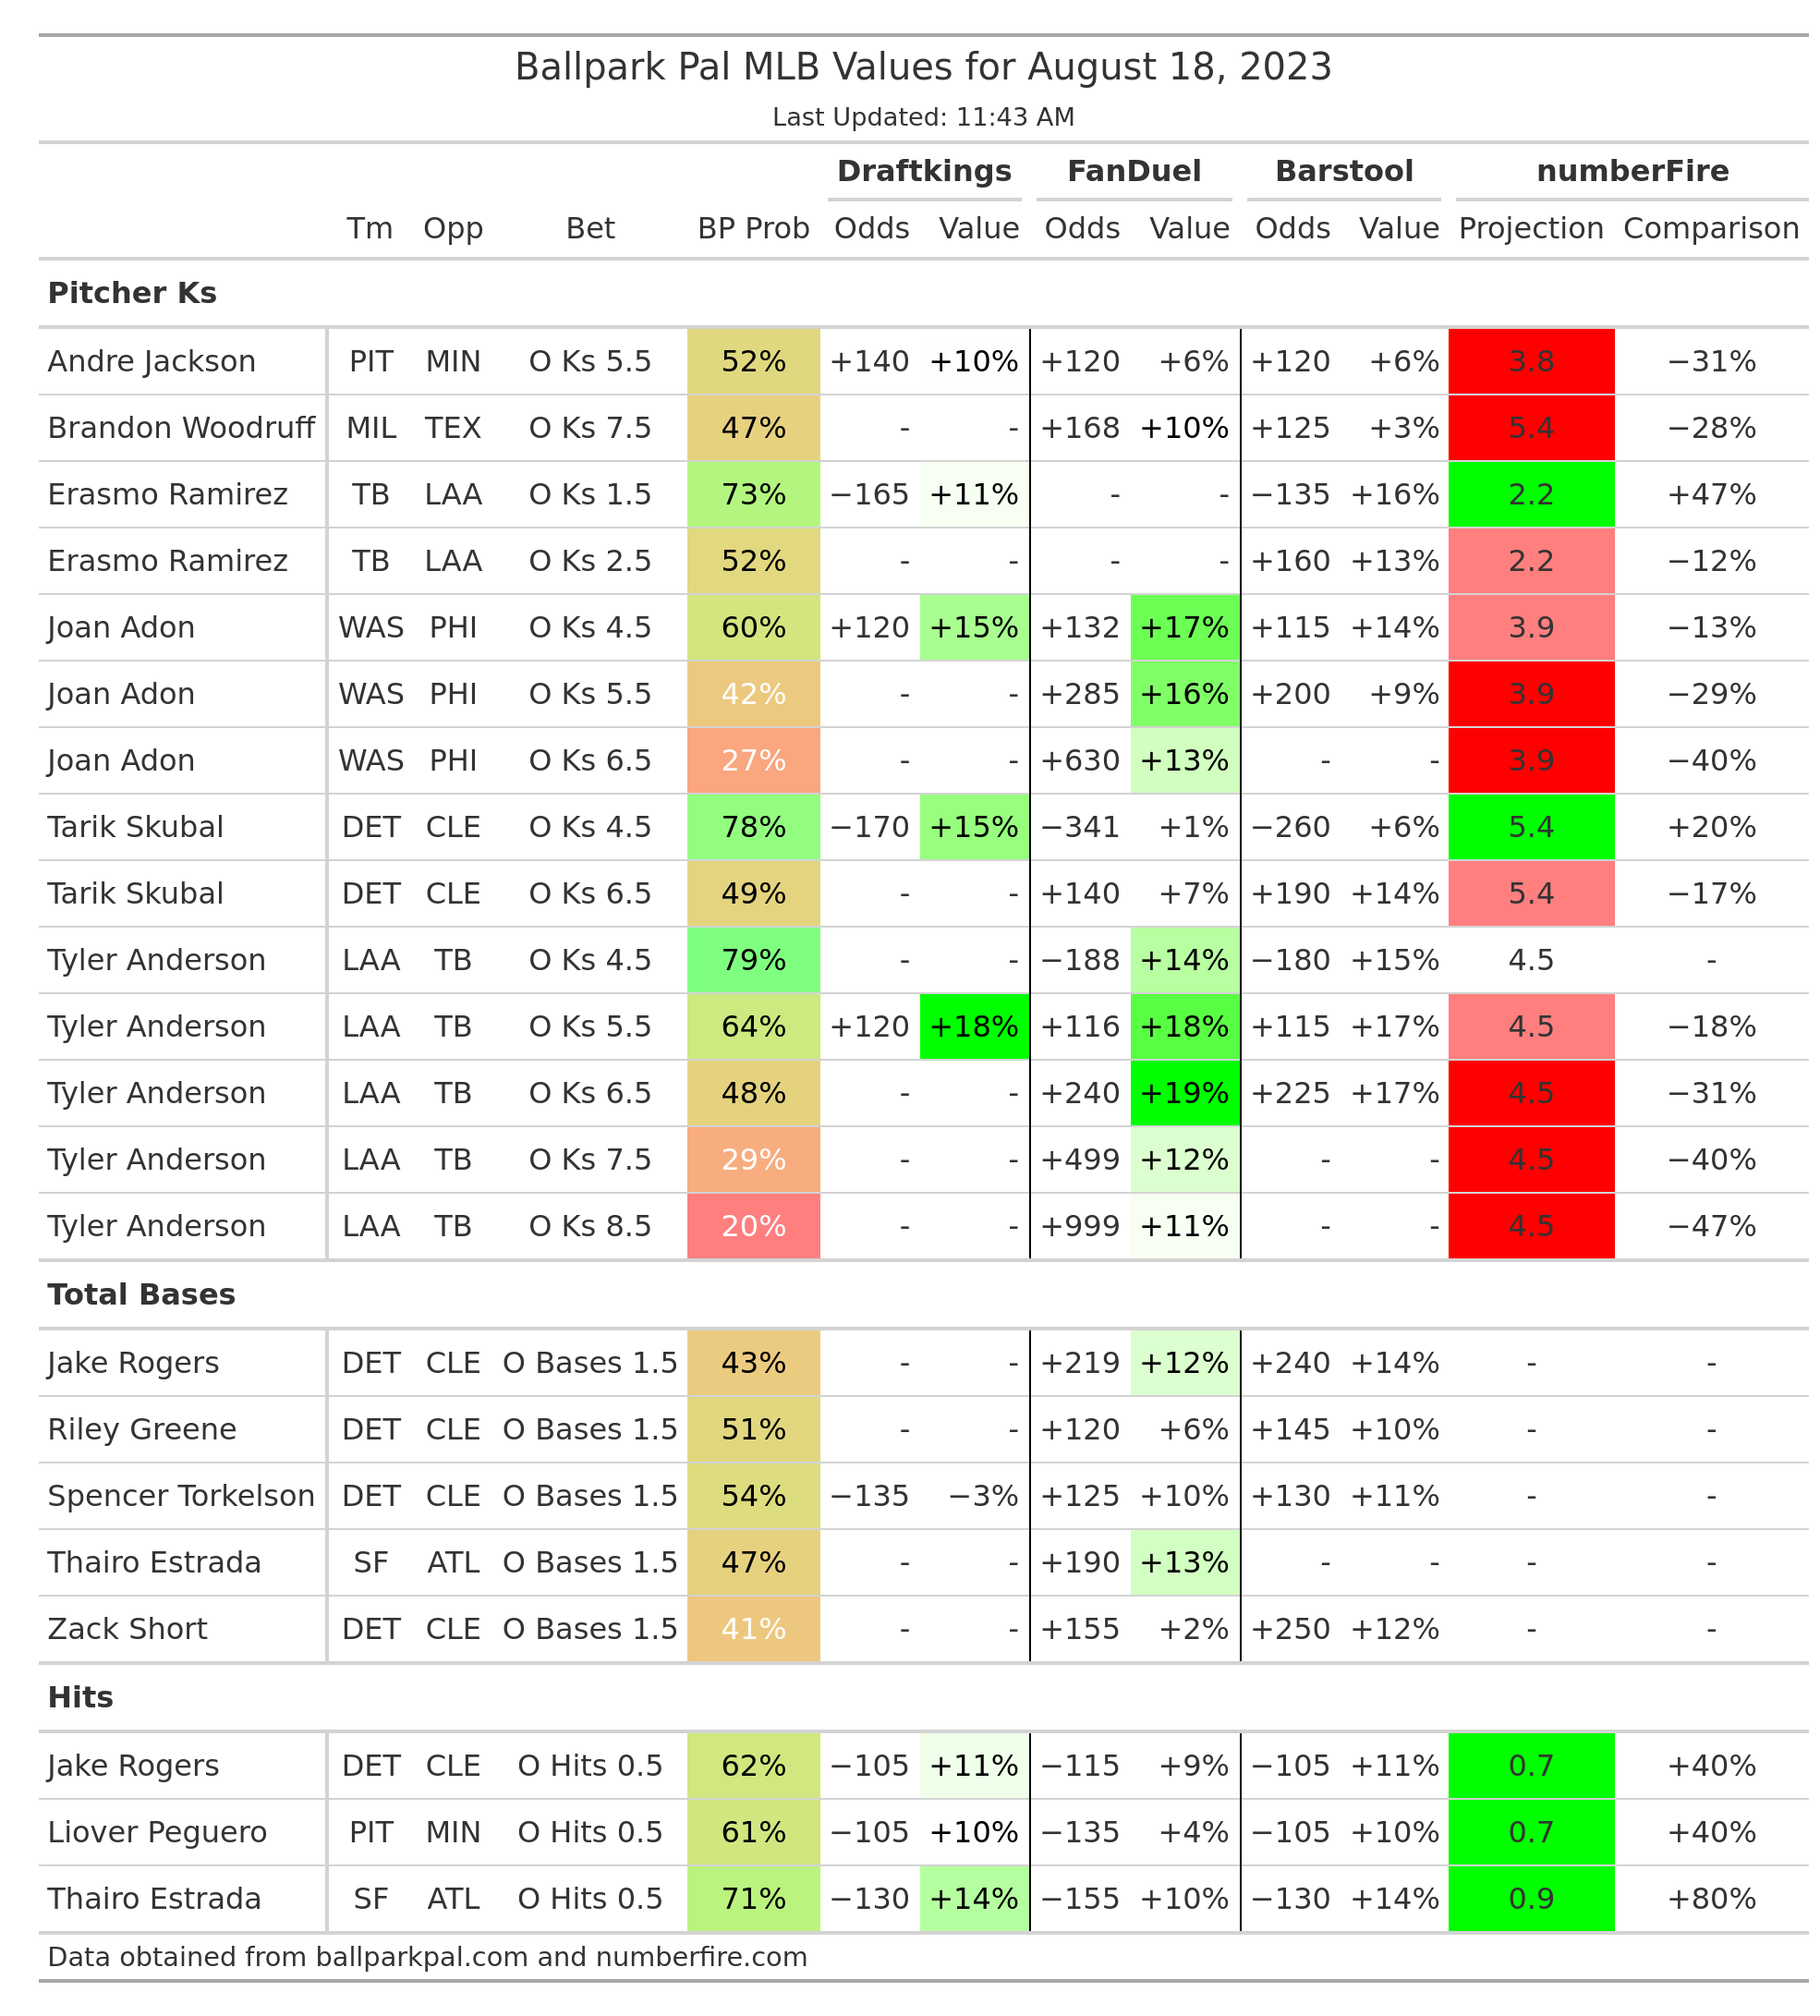 Ballpark Pal MLB Values for August 18, 2023
Last Updated: 11:43 AM
Draftkings FanDuel Barstool numberFire
Tm Opp Bet BP Prob Odds Value Odds Value Odds Value Projection Comparison
Pitcher Ks
Andre Jackson PIT MIN O Ks 5.5 52% +140 +10% +120 +6% +120 +6% 3.8 −31%
Brandon Woodruff MIL TEX O Ks 7.5 47% - - +168 +10% +125 +3% 5.4 −28%
Erasmo Ramirez TB LAA O Ks 1.5 73% −165 +11% - - −135 +16% 2.2 +47%
Erasmo Ramirez TB LAA O Ks 2.5 52% - - - - +160 +13% 2.2 −12%
Joan Adon WAS PHI O Ks 4.5 60% +120 +15% +132 +17% +115 +14% 3.9 −13%
Joan Adon WAS PHI O Ks 5.5 42% - - +285 +16% +200 +9% 3.9 −29%
Joan Adon WAS PHI O Ks 6.5 27% - - +630 +13% - - 3.9 −40%
Tarik Skubal DET CLE O Ks 4.5 78% −170 +15% −341 +1% −260 +6% 5.4 +20%
Tarik Skubal DET CLE O Ks 6.5 49% - - +140 +7% +190 +14% 5.4 −17%
Tyler Anderson LAA TB O Ks 4.5 79% - - −188 +14% −180 +15% 4.5 -
Tyler Anderson LAA TB O Ks 5.5 64% +120 +18% +116 +18% +115 +17% 4.5 −18%
Tyler Anderson LAA TB O Ks 6.5 48% - - +240 +19% +225 +17% 4.5 −31%
Tyler Anderson LAA TB O Ks 7.5 29% - - +499 +12% - - 4.5 −40%
Tyler Anderson LAA TB O Ks 8.5 20% - - +999 +11% - - 4.5 −47%
Total Bases
Jake Rogers DET CLE O Bases 1.5 43% - - +219 +12% +240 +14% - -
Riley Greene DET CLE O Bases 1.5 51% - - +120 +6% +145 +10% - -
Spencer Torkelson DET CLE O Bases 1.5 54% −135 −3% +125 +10% +130 +11% - -
Thairo Estrada SF ATL O Bases 1.5 47% - - +190 +13% - - - -
Zack Short DET CLE O Bases 1.5 41% - - +155 +2% +250 +12% - -
Hits
Jake Rogers DET CLE O Hits 0.5 62% −105 +11% −115 +9% −105 +11% 0.7 +40%
Liover Peguero PIT MIN O Hits 0.5 61% −105 +10% −135 +4% −105 +10% 0.7 +40%
Thairo Estrada SF ATL O Hits 0.5 71% −130 +14% −155 +10% −130 +14% 0.9 +80%
Data obtained from ballparkpal.com and numberfire.com